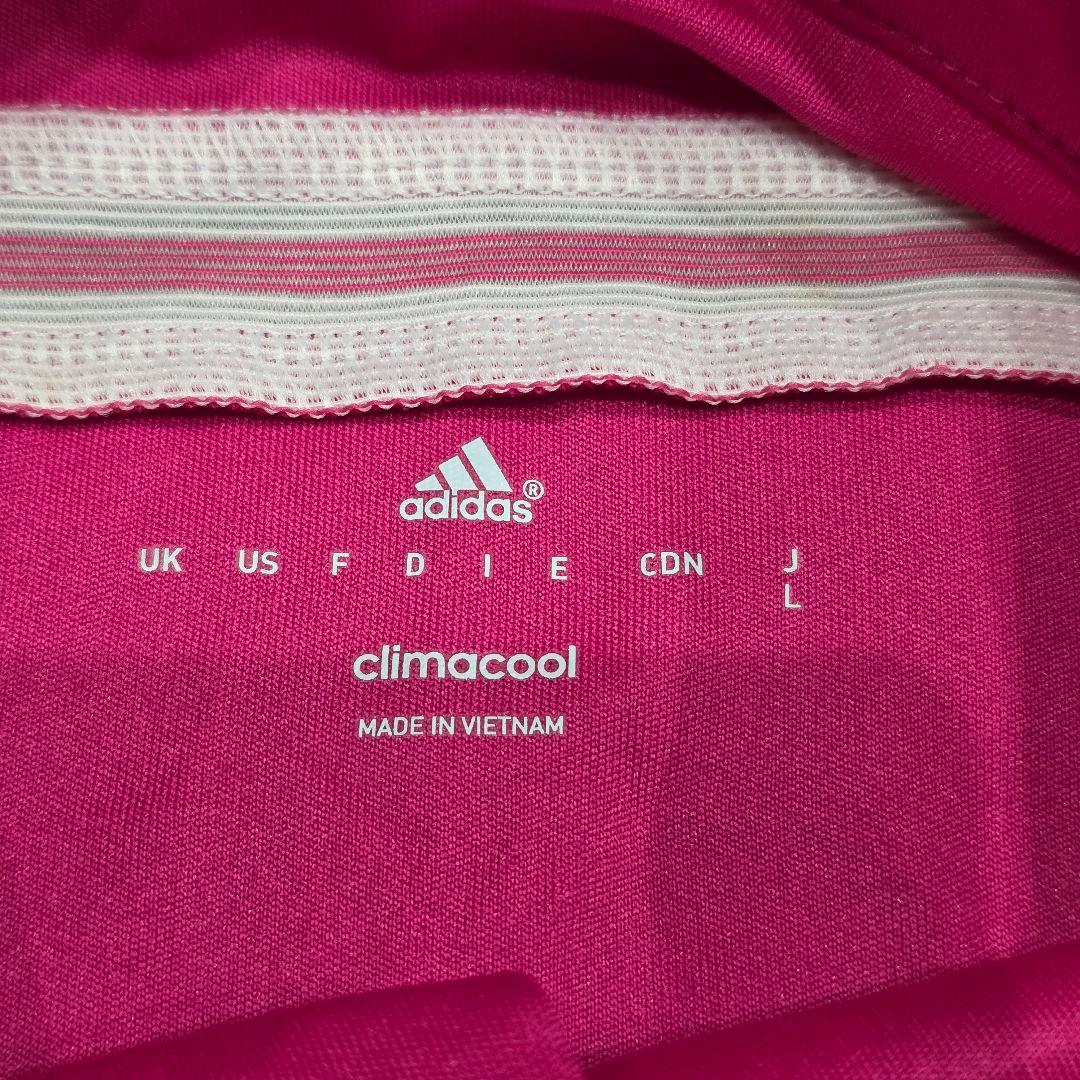 adidas®
UK US F D I E CDN J
L
climacool
MADE IN VIETNAM